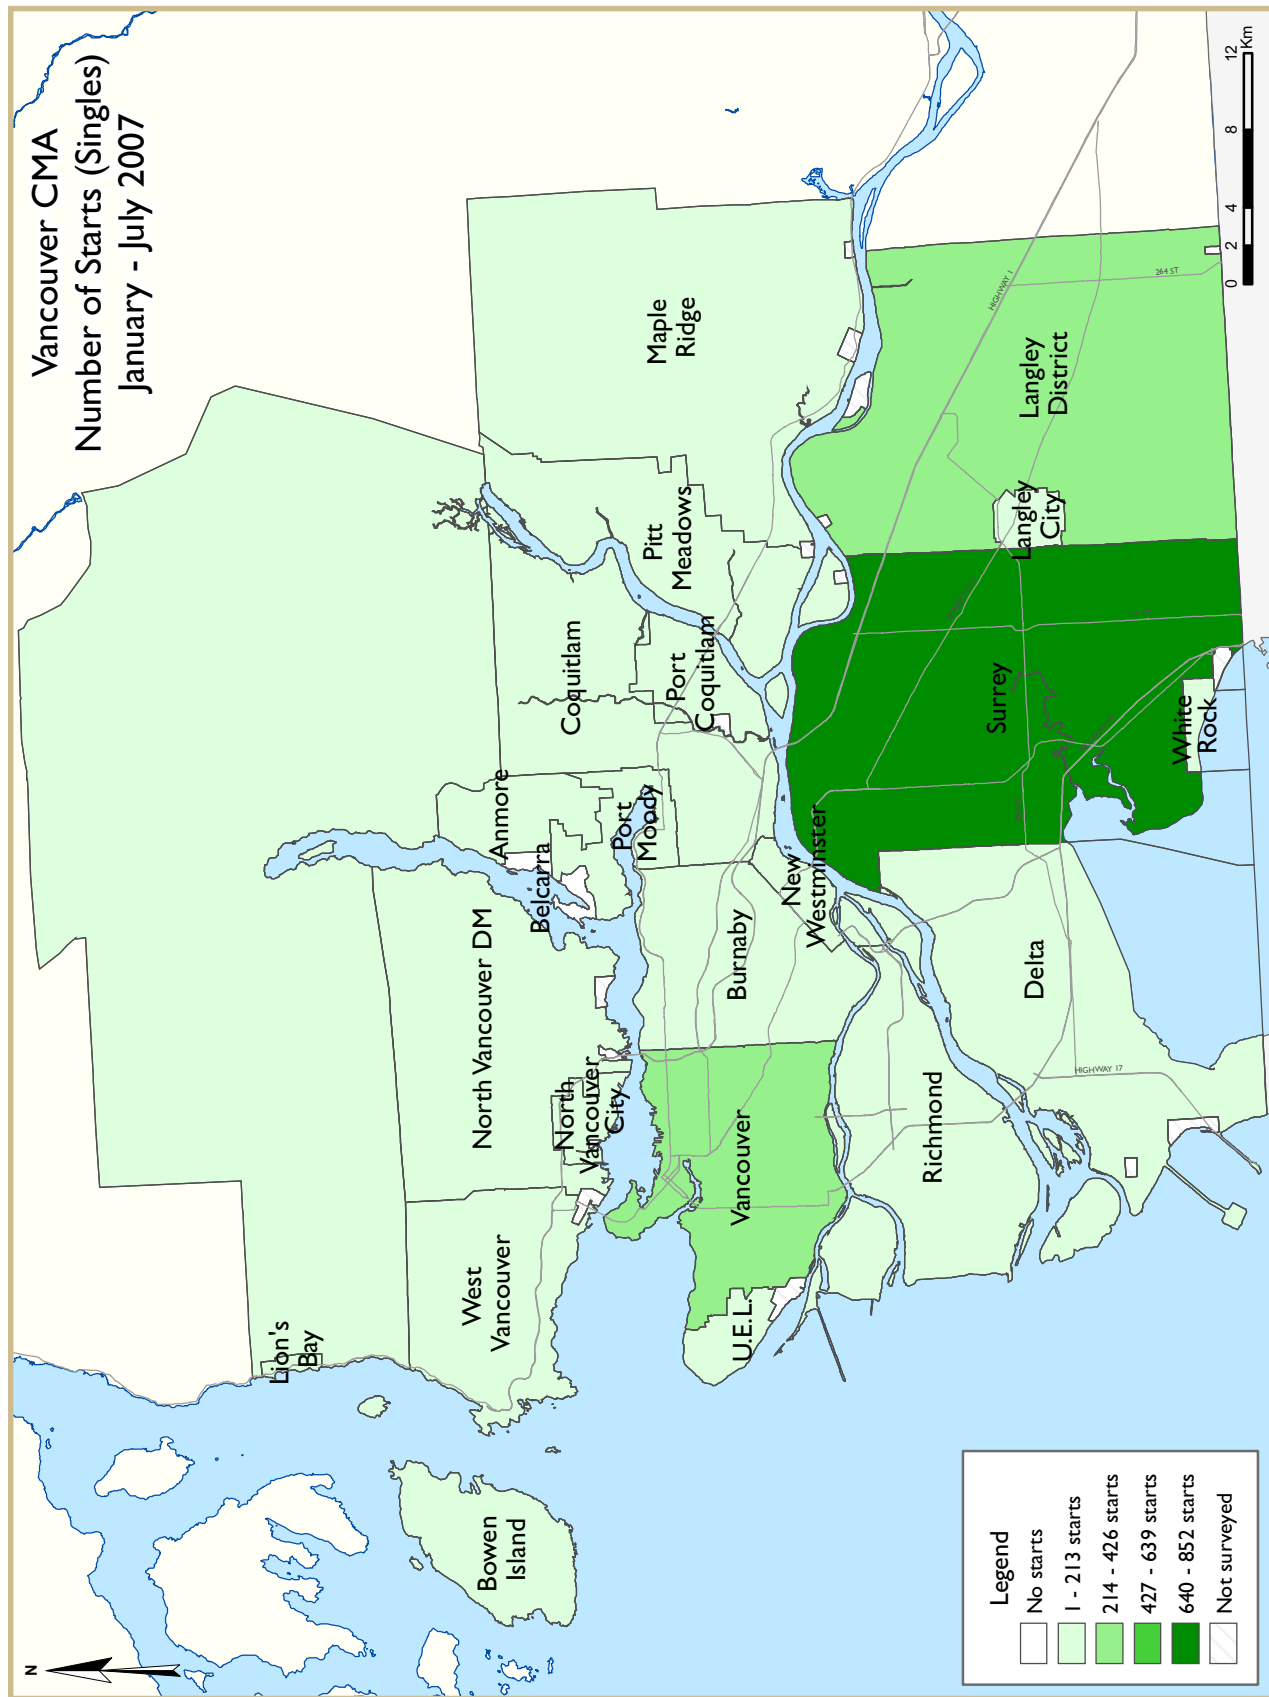 Vancouver CMA
Number of Starts (Singles)
January - July 2007
N
Lion's
Bay
Bowen
Island
West
Vancouver
North Vancouver DM
North
Vancouver
City
Anmore
Belcarra
Port
Moody
Coquitlam
Port
Coquitlam
Pitt
Meadows
Maple
Ridge
U.E.L.
Vancouver
Burnaby
New
Westminster
Richmond
Delta
Surrey
White
Rock
Langley
City
Langley
District
HIGHWAY 1
264 ST
HIGHWAY 17
Legend
No starts
1 - 213 starts
214 - 426 starts
427 - 639 starts
640 - 852 starts
Not surveyed
0 2 4 8 12
Km